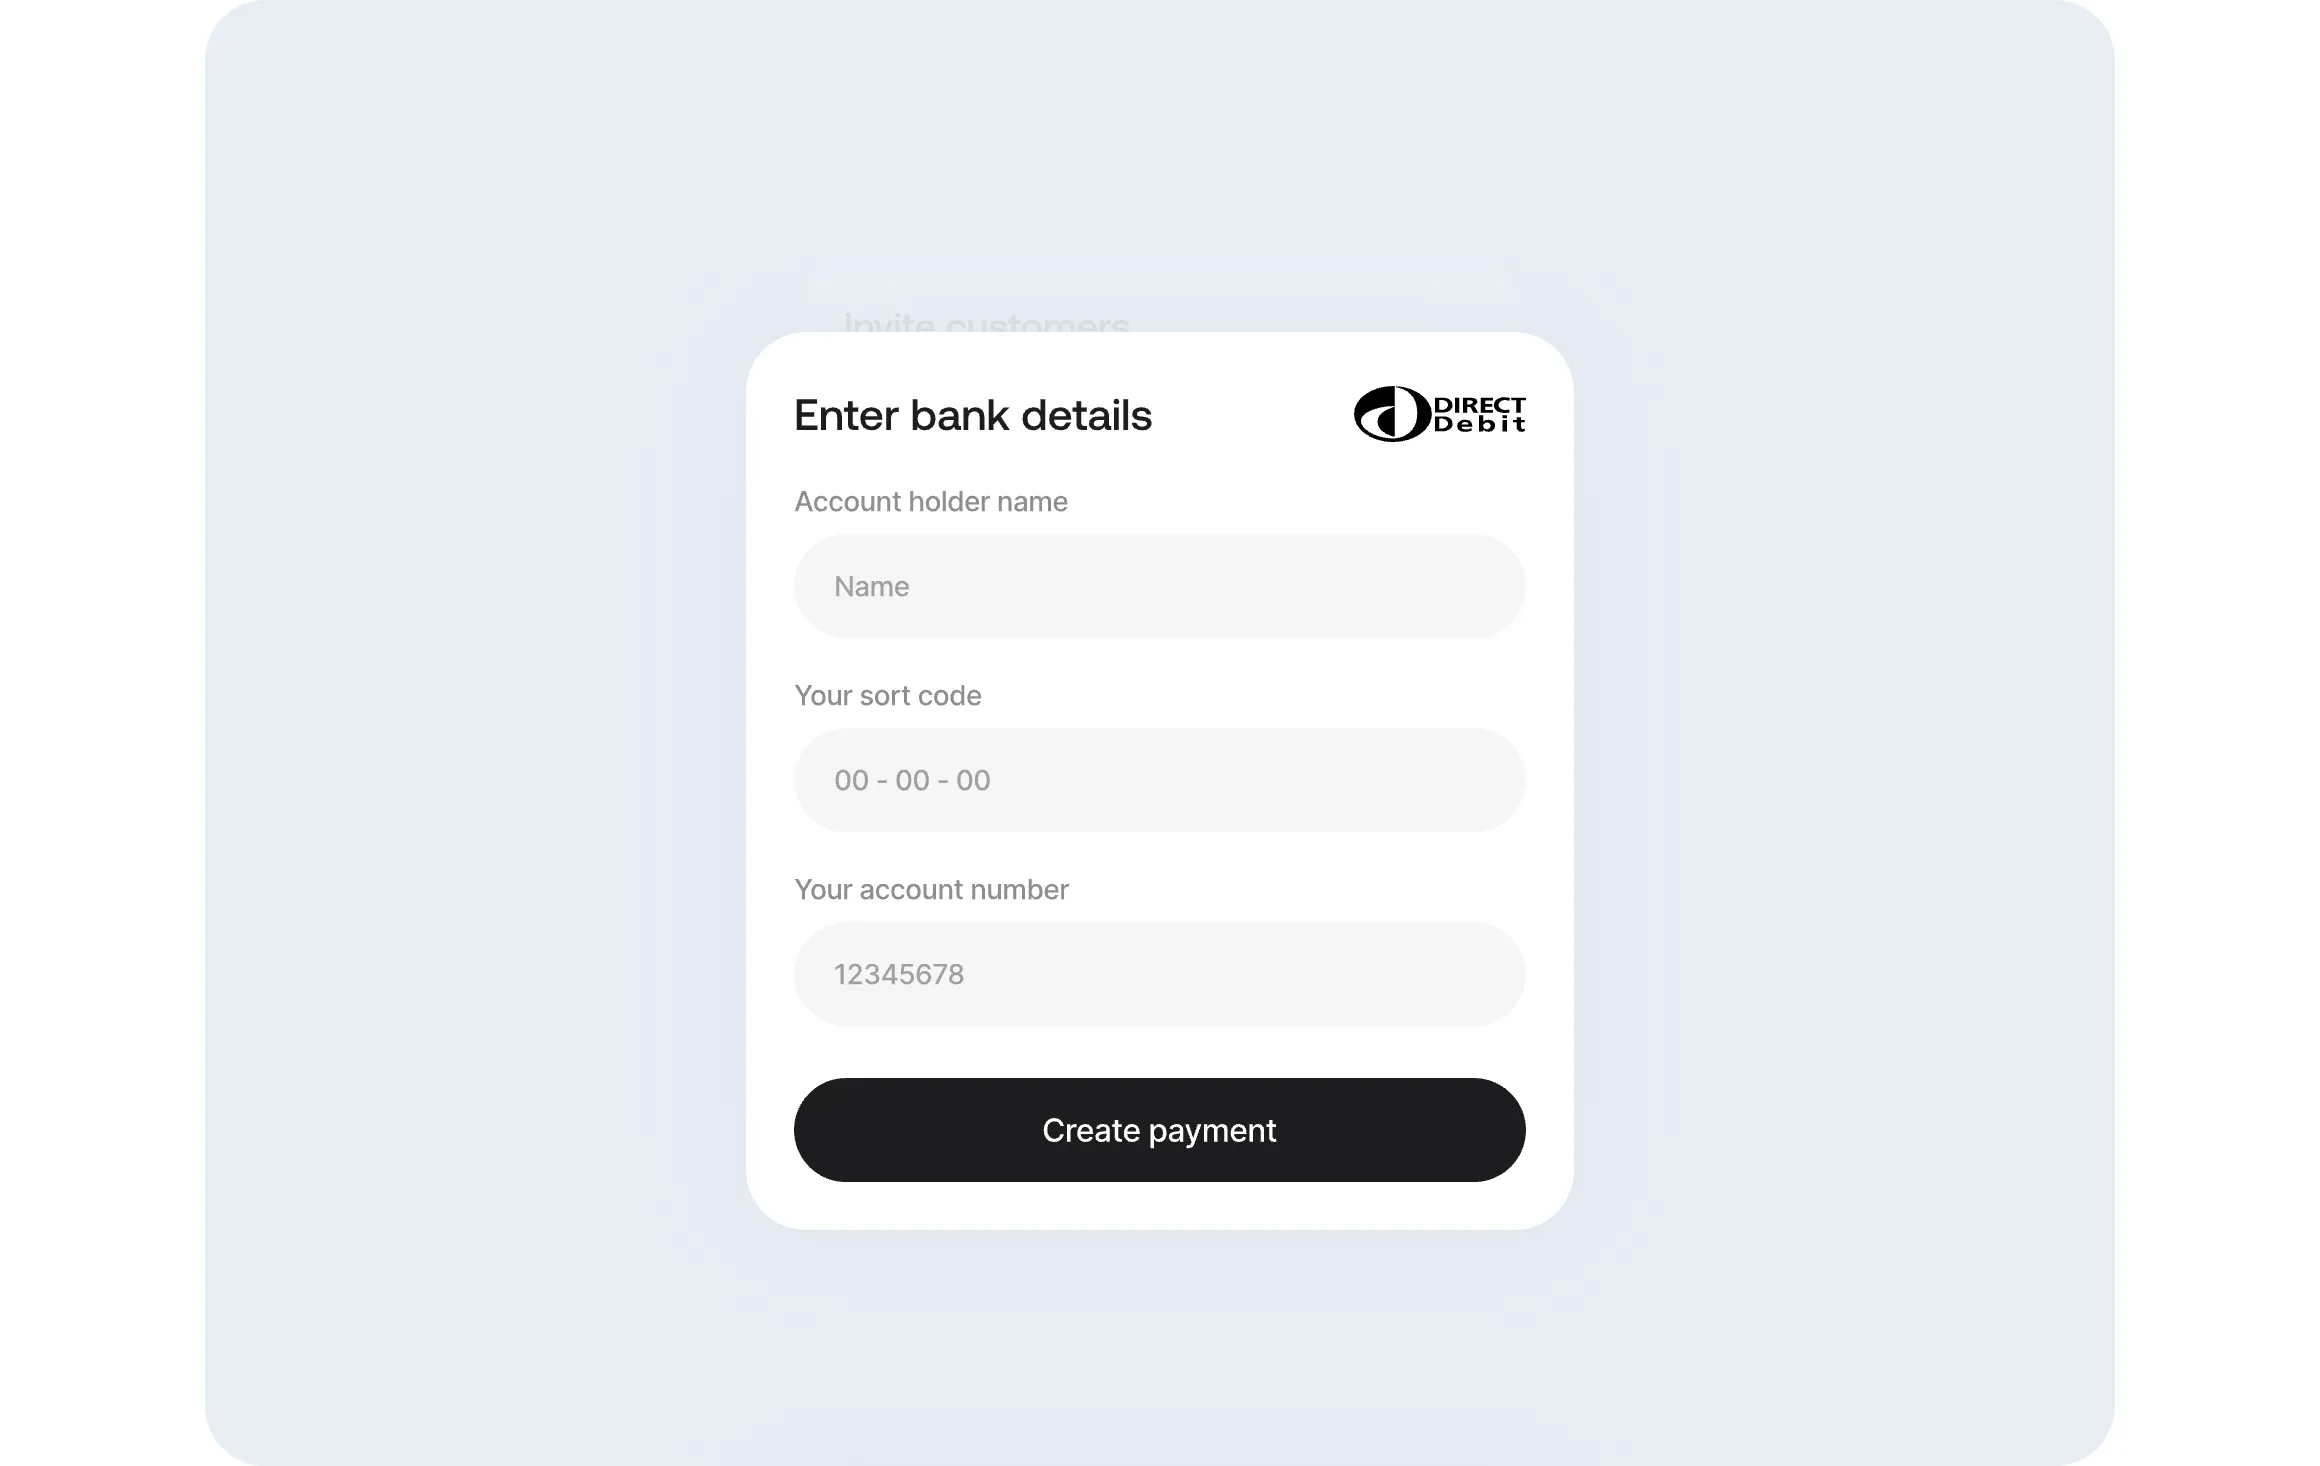 Invite customers
Enter bank details
DIRECT
Debit
Account holder name
Name
Your sort code
00 - 00 - 00
Your account number
12345678
Create payment